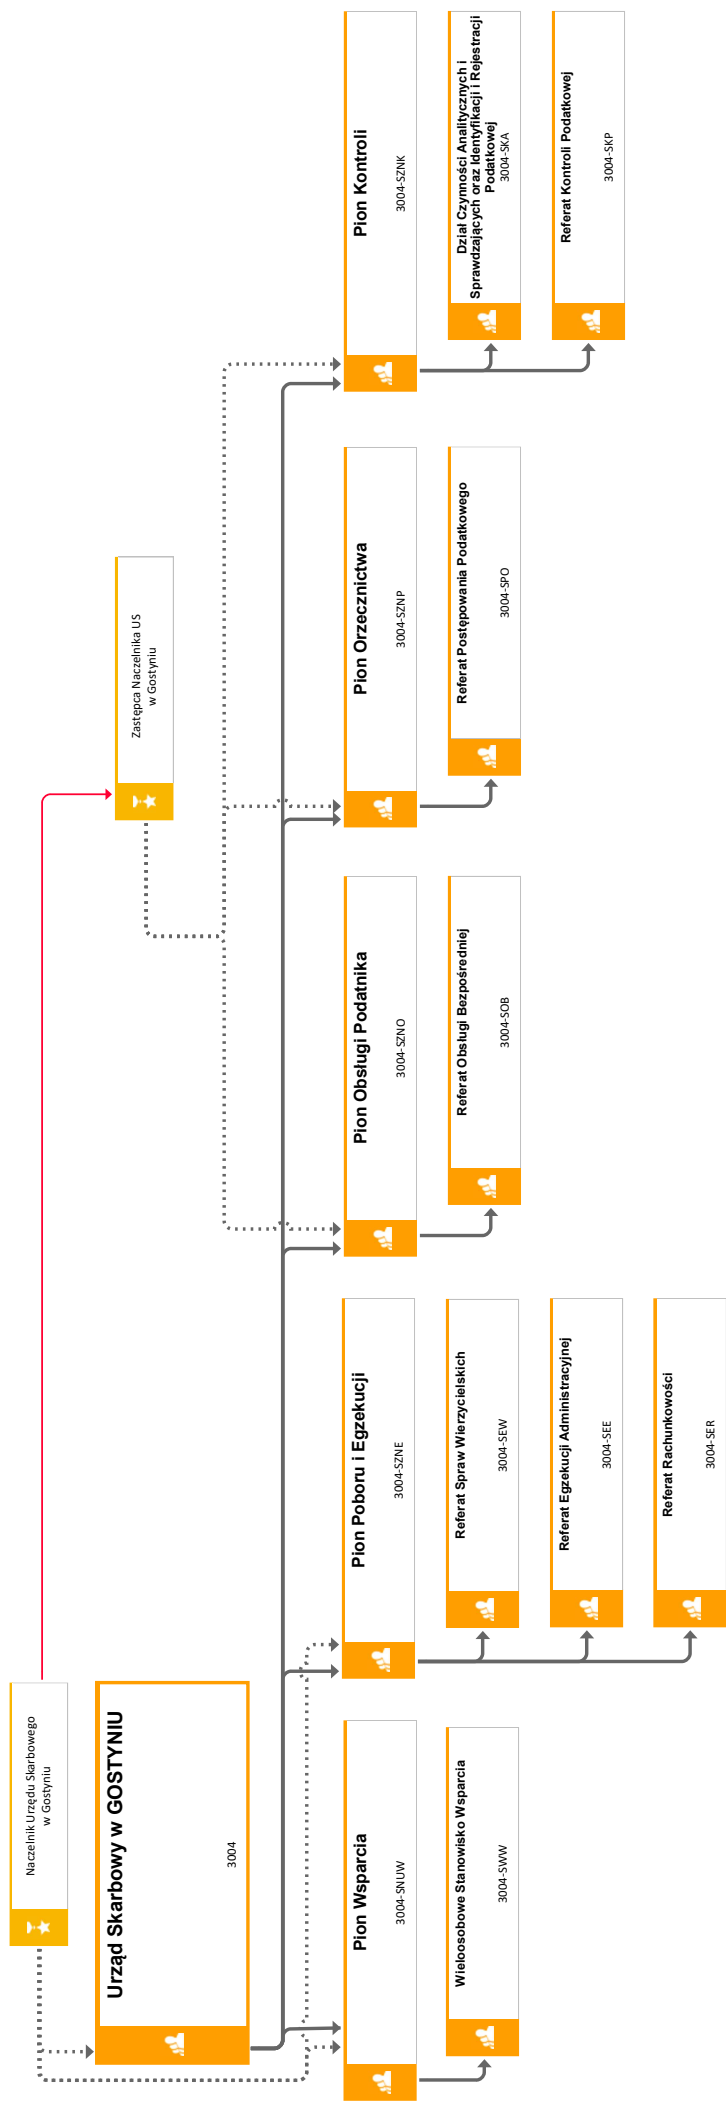 Naczelnik Urzędu Skarbowego
w Gostyniu
Zastępca Naczelnika US
w Gostyniu
Urząd Skarbowy w GOSTYNIU
3004
Pion Wsparcia
3004-SNUW
Wieloosobowe Stanowisko Wsparcia
3004-SWW
Pion Poboru i Egzekucji
3004-SZNE
Referat Spraw Wierzycielskich
3004-SEW
Referat Egzekucji Administracyjnej
3004-SEE
Referat Rachunkowości
3004-SER
Pion Obsługi Podatnika
3004-SZNO
Referat Obsługi Bezpośredniej
3004-SOB
Pion Orzecznictwa
3004-SZNP
Referat Postępowania Podatkowego
3004-SPO
Pion Kontroli
3004-SZNK
Dział Czynności Analitycznych i
Sprawdzających oraz Identyfikacji i Rejestracji
Podatkowej
3004-SKA
Referat Kontroli Podatkowej
3004-SKP